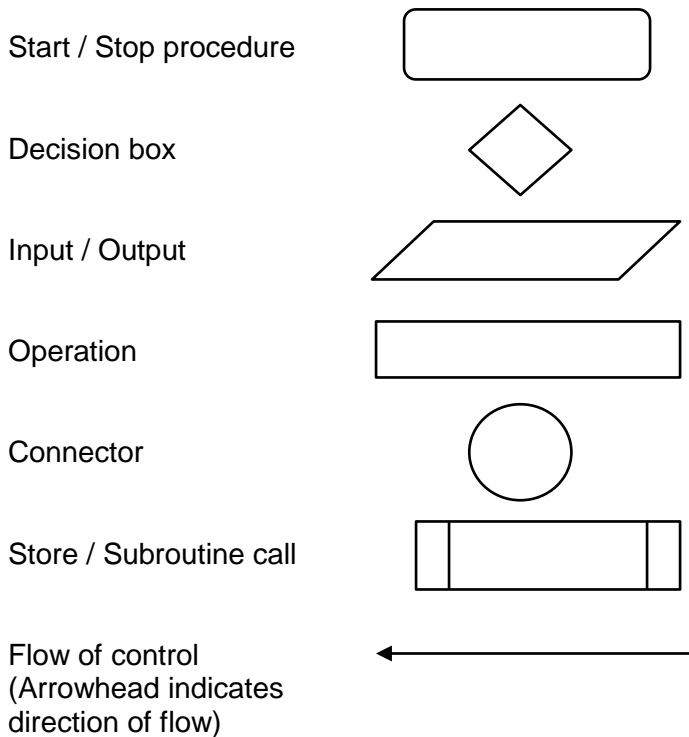 Start / Stop procedure
Decision box
Input / Output
Operation
Connector
Store / Subroutine call
Flow of control
(Arrowhead indicates
direction of flow)